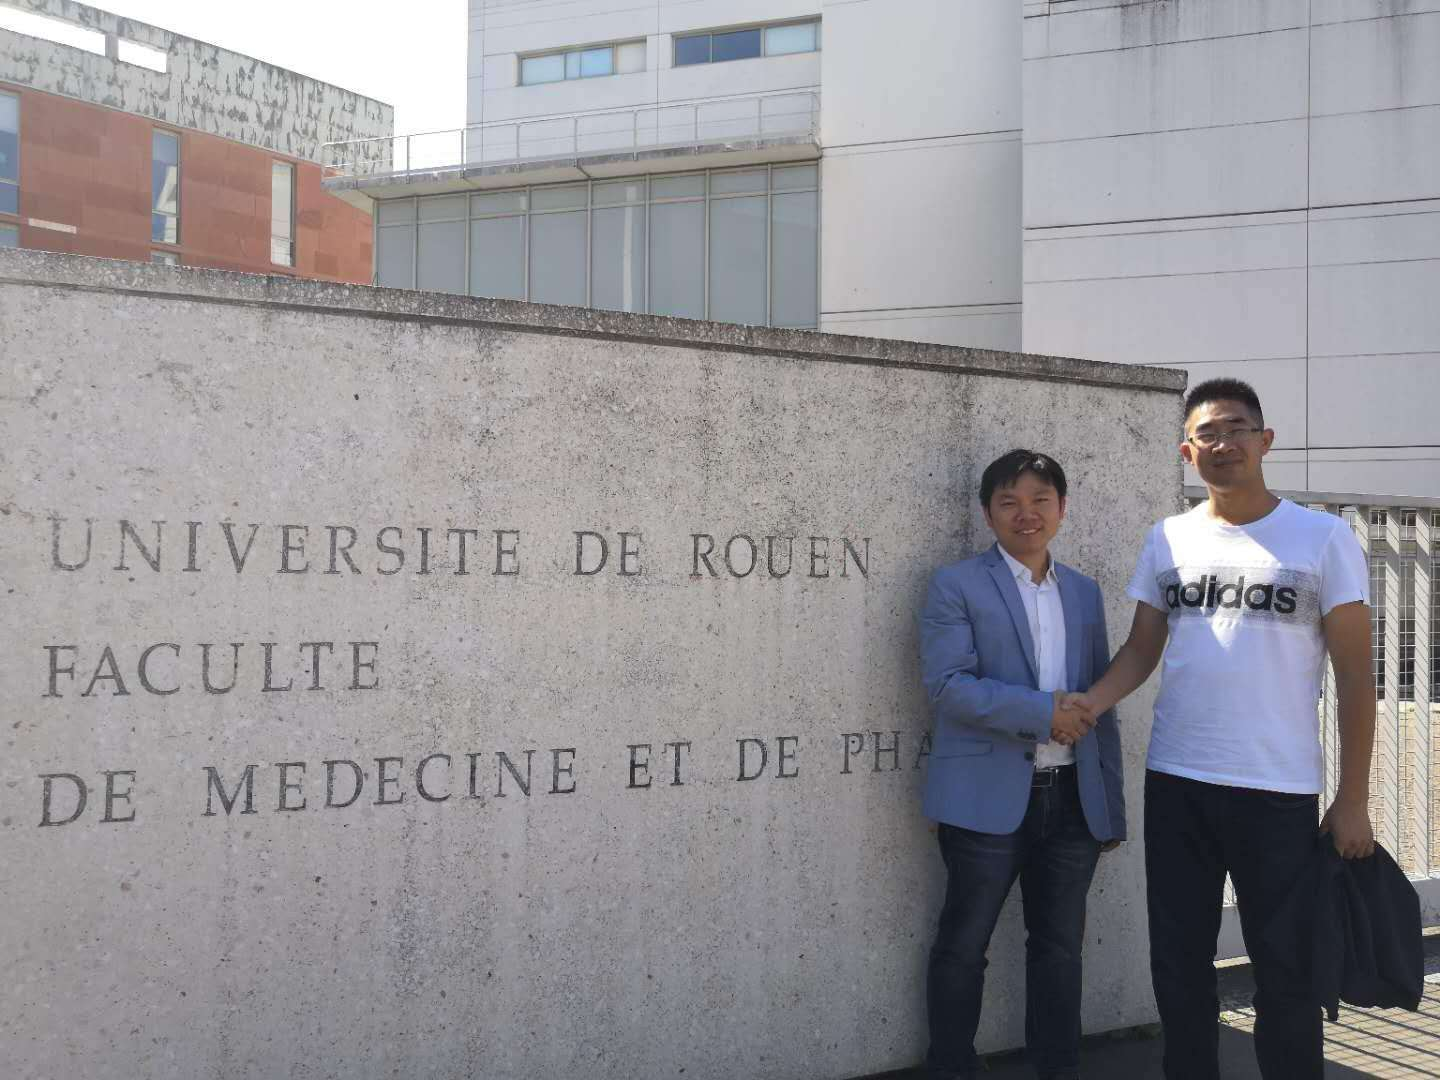 UNIVERSITE DE ROUEN
FACULTE
DE MEDECINE ET DE PHA
adidas